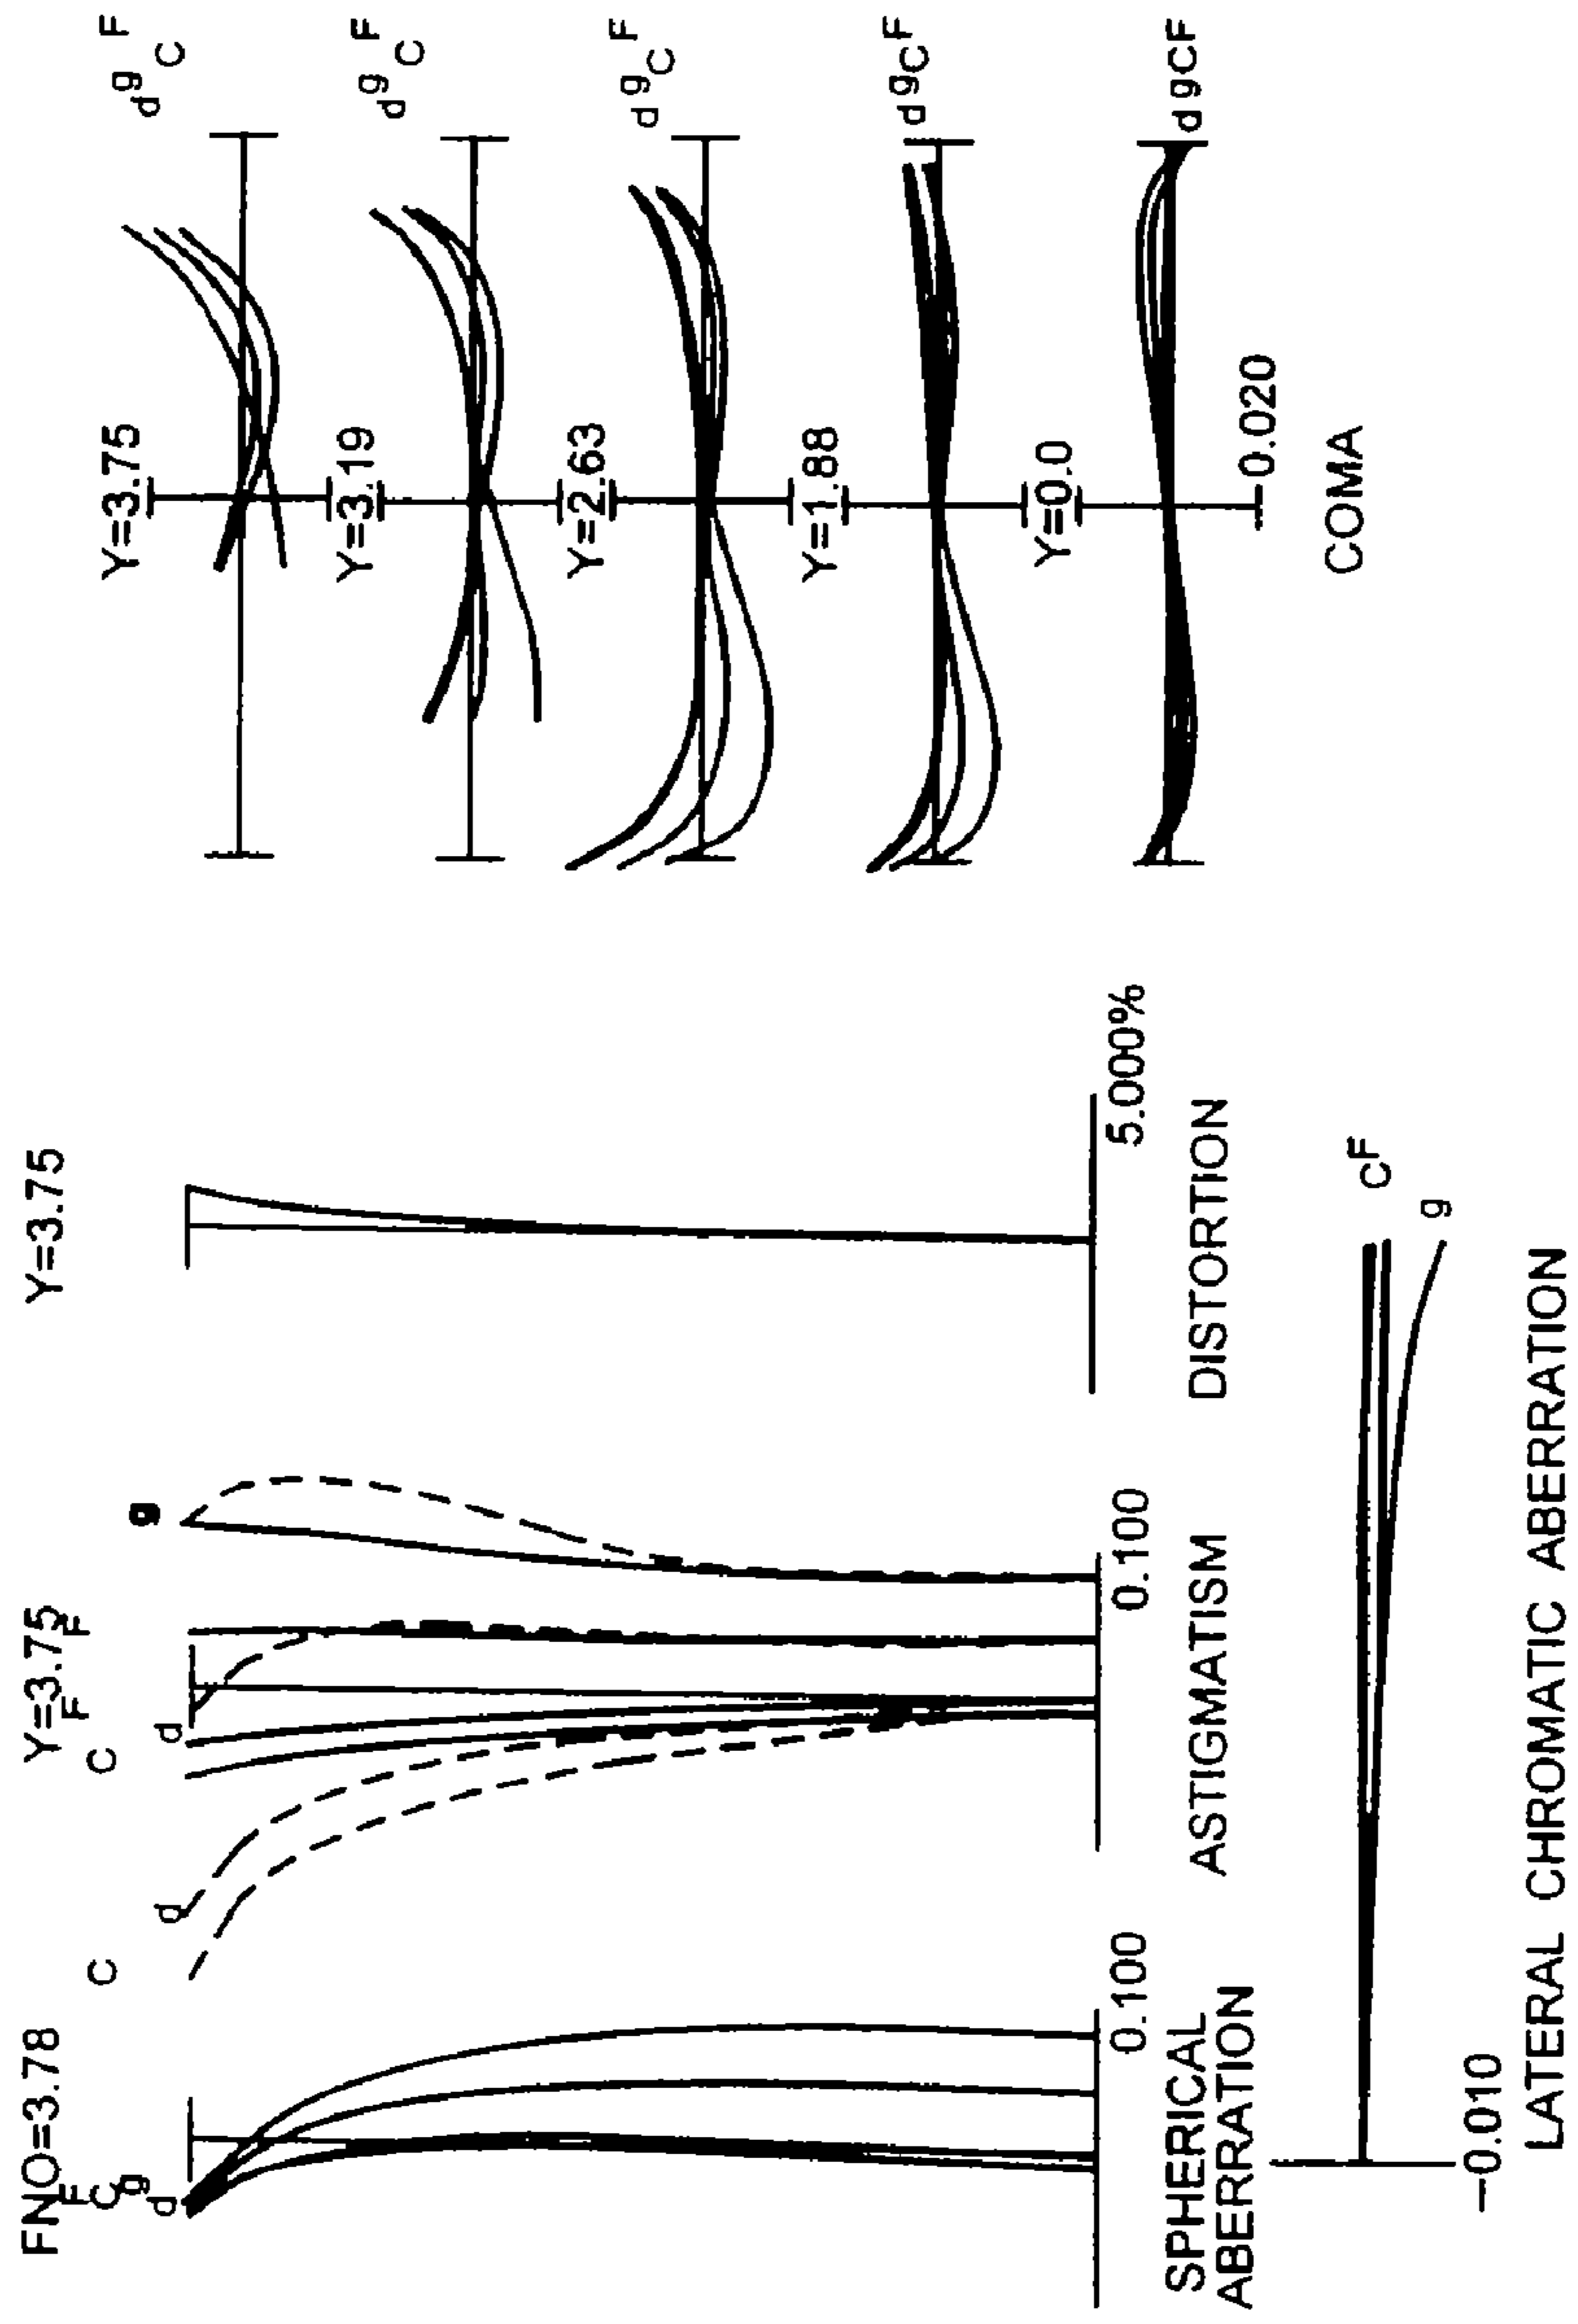 FNO=3.78
F
C
g
d
SPHERICAL
ABERRATION
0.100
Y=3.75
C
d
C
F
d
F
g
ASTIGMATISM
0.100
Y=3.75
DISTORTION
5.000%
d g C F
Y=3.75
d g C F
Y=3.19
d g C F
Y=2.63
d g C F
Y=1.88
d g C F
Y=0.0
0.020
COMA
C F
g
-0.010
LATERAL CHROMATIC ABERRATION